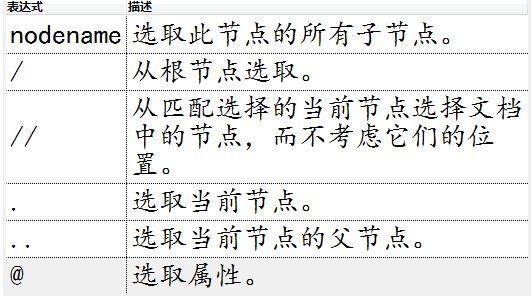 表达式 描述
nodename 选取此节点的所有子节点。
/ 从根节点选取。
从匹配选择的当前节点选择文档
// 中的节点，而不考虑它们的位
置。
. 选取当前节点。
.. 选取当前节点的父节点。
@ 选取属性。